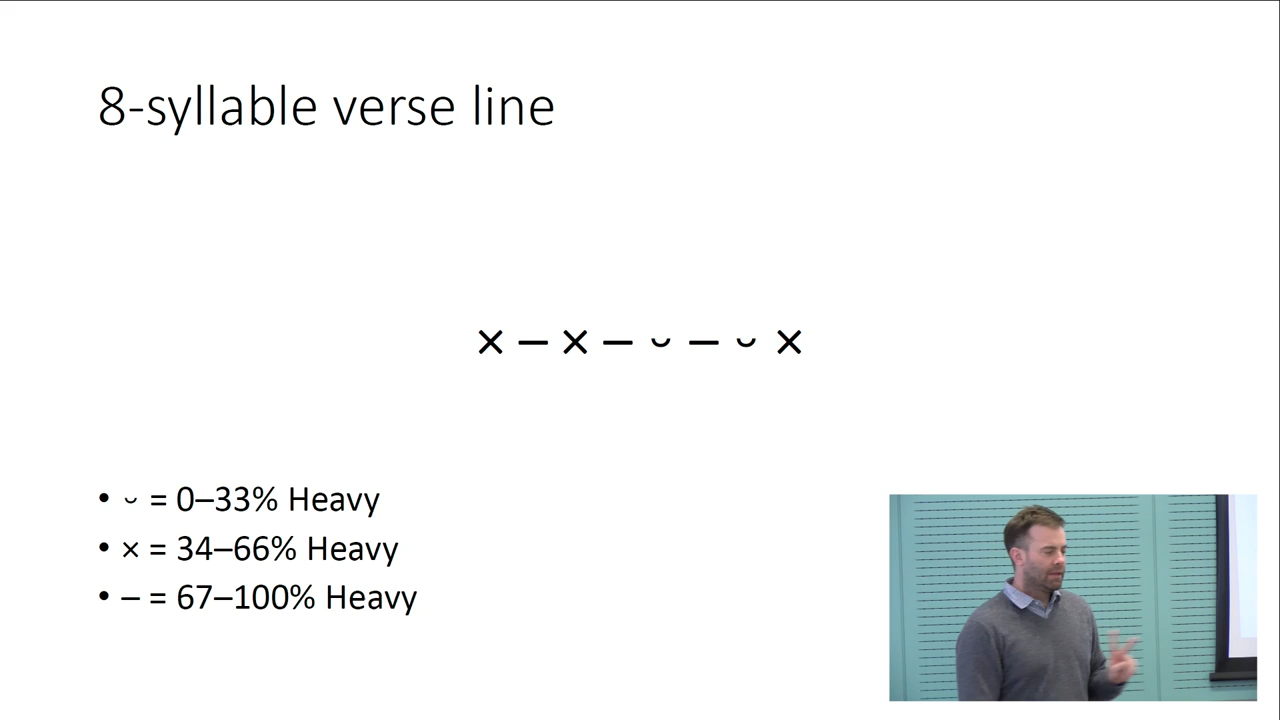 8-syllable verse line
× – × – ⏑ – ⏑ ×
• ⏑ = 0–33% Heavy
• × = 34–66% Heavy
• – = 67–100% Heavy